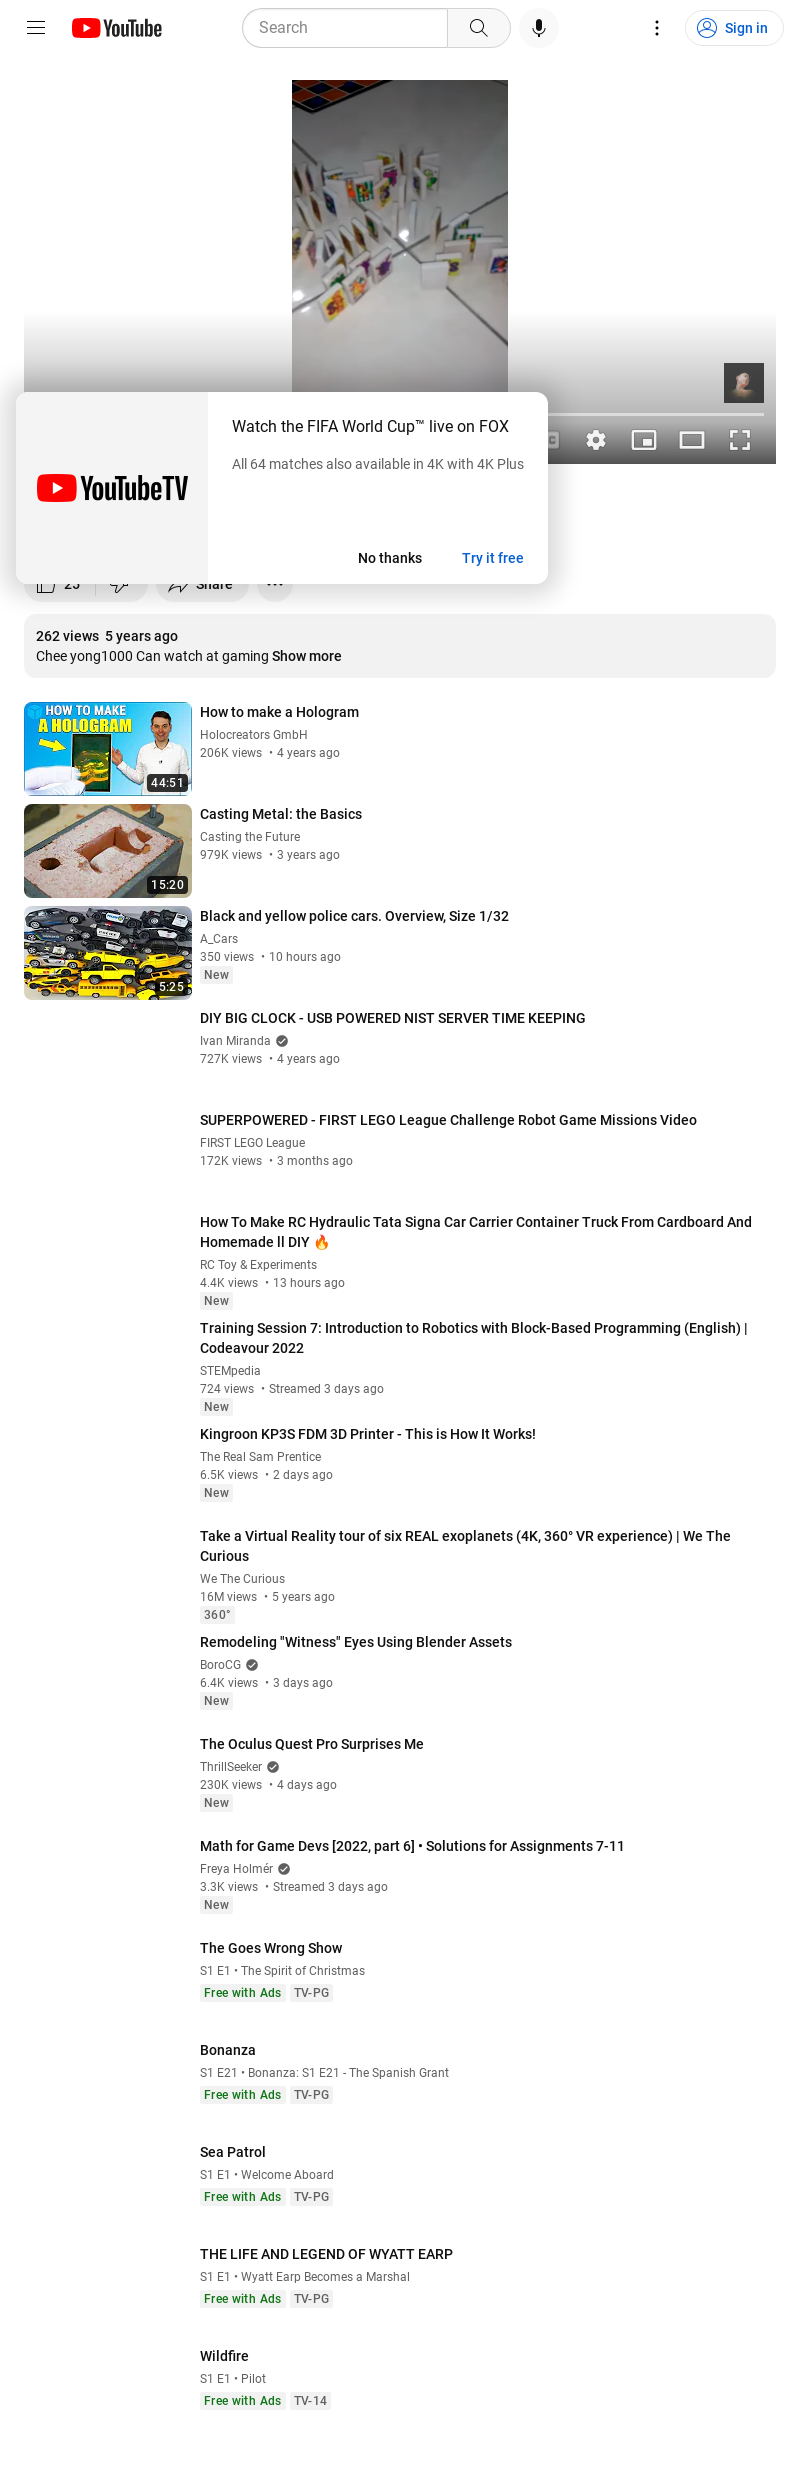 YouTube
Search
Sign in
Watch the FIFA World Cup™ live on FOX
All 64 matches also available in 4K with 4K Plus
YouTubeTV
No thanks
Try it free
25
Share
262 views 5 years ago
Chee yong1000 Can watch at gaming Show more
HOW TO MAKE
A HOLOGRAM
44:51
How to make a Hologram
Holocreators GmbH
206K views • 4 years ago
15:20
Casting Metal: the Basics
Casting the Future
979K views • 3 years ago
5:25
Black and yellow police cars. Overview, Size 1/32
A_Cars
350 views • 10 hours ago
New
DIY BIG CLOCK - USB POWERED NIST SERVER TIME KEEPING
Ivan Miranda
727K views • 4 years ago
SUPERPOWERED - FIRST LEGO League Challenge Robot Game Missions Video
FIRST LEGO League
172K views • 3 months ago
How To Make RC Hydraulic Tata Signa Car Carrier Container Truck From Cardboard And
Homemade ll DIY 🔥
RC Toy & Experiments
4.4K views • 13 hours ago
New
Training Session 7: Introduction to Robotics with Block-Based Programming (English) |
Codeavour 2022
STEMpedia
724 views • Streamed 3 days ago
New
Kingroon KP3S FDM 3D Printer - This is How It Works!
The Real Sam Prentice
6.5K views • 2 days ago
New
Take a Virtual Reality tour of six REAL exoplanets (4K, 360° VR experience) | We The
Curious
We The Curious
16M views • 5 years ago
360°
Remodeling "Witness" Eyes Using Blender Assets
BoroCG
6.4K views • 3 days ago
New
The Oculus Quest Pro Surprises Me
ThrillSeeker
230K views • 4 days ago
New
Math for Game Devs [2022, part 6] • Solutions for Assignments 7-11
Freya Holmér
3.3K views • Streamed 3 days ago
New
The Goes Wrong Show
S1 E1 • The Spirit of Christmas
Free with Ads TV-PG
Bonanza
S1 E21 • Bonanza: S1 E21 - The Spanish Grant
Free with Ads TV-PG
Sea Patrol
S1 E1 • Welcome Aboard
Free with Ads TV-PG
THE LIFE AND LEGEND OF WYATT EARP
S1 E1 • Wyatt Earp Becomes a Marshal
Free with Ads TV-PG
Wildfire
S1 E1 • Pilot
Free with Ads TV-14